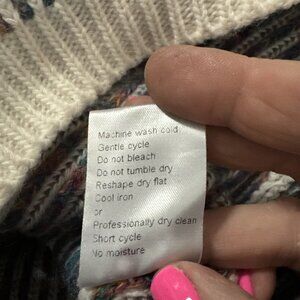 Machine wash cold
Gentle cycle
Do not bleach
Do not tumble dry
Reshape dry flat
Cool iron
or
Professionally dry clean
Short cycle
No moisture